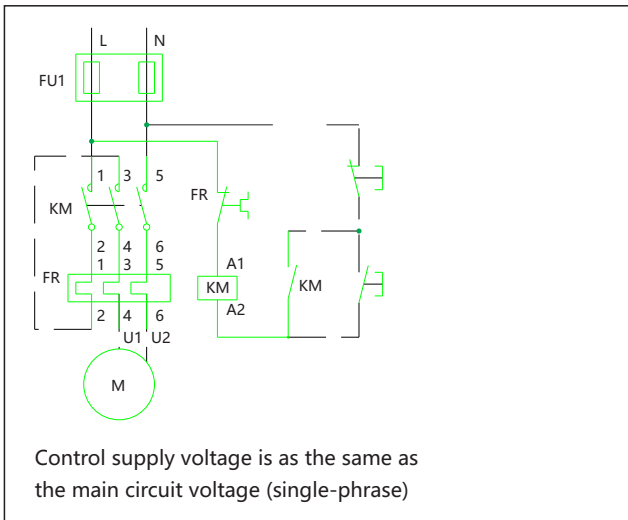 L N
FU1
1 3 5
KM
FR
2 4 6
1 3 5
FR
A1
KM
KM
A2
2 4 6
U1 U2
M
Control supply voltage is as the same as
the main circuit voltage (single-phrase)